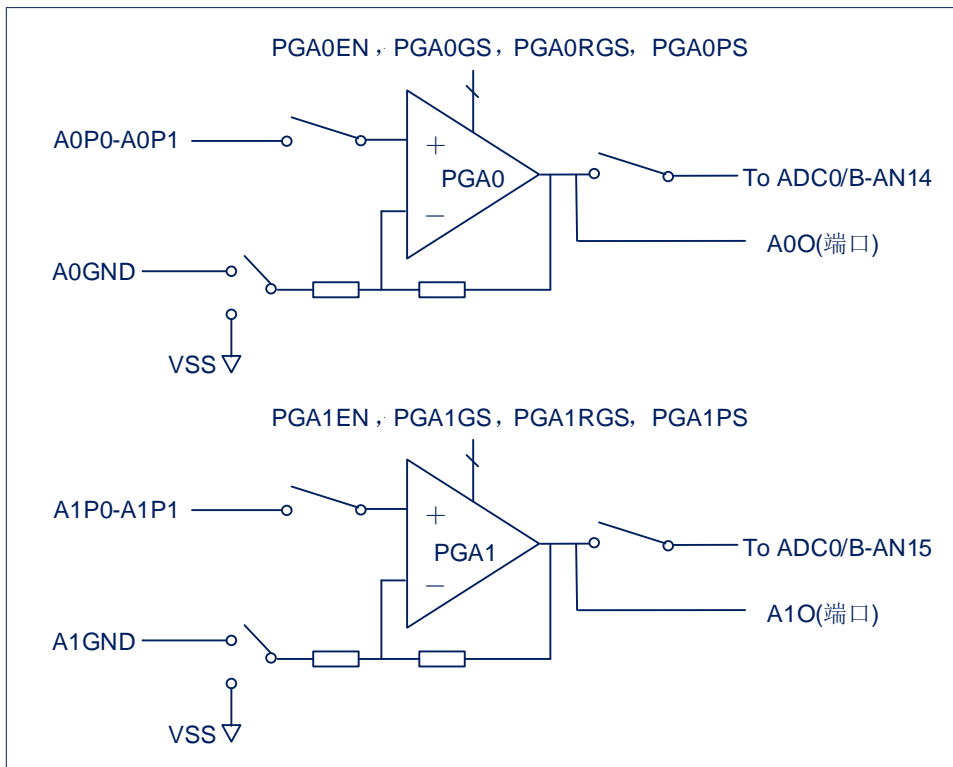 PGA0EN，PGA0GS，PGA0RGS，PGA0PS
A0P0-A0P1
+
PGA0
To ADC0/B-AN14
−
A0O(端口)
A0GND
VSS
PGA1EN，PGA1GS，PGA1RGS，PGA1PS
A1P0-A1P1
+
PGA1
To ADC0/B-AN15
−
A1O(端口)
A1GND
VSS